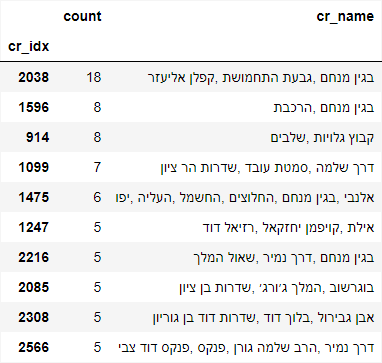 count cr_name
cr_idx
2038 18 בגין מנחם ,גבעת התחמושת ,קפלן אליעזר
1596 8 בגין מנחם ,הרכבת
914 8 קבוץ גלויות ,שלבים
1099 7 דרך שלמה ,סמטת עובד ,שדרות הר ציון
1475 6 אלנבי ,בגין מנחם ,החלוצים ,החשמל ,העליה ,יפו
1247 5 אילת ,קויפמן יחזקאל ,רזיאל דוד
2216 5 בגין מנחם ,דרך נמיר ,שאול המלך
2085 5 בוגרשוב ,המלך ג'ורג' ,שדרות בן ציון
2308 5 אבן גבירול ,בלוך דוד ,שדרות דוד בן גוריון
2566 5 דרך נמיר ,הרב שלמה גורן ,פנקס ,פנקס דוד צבי